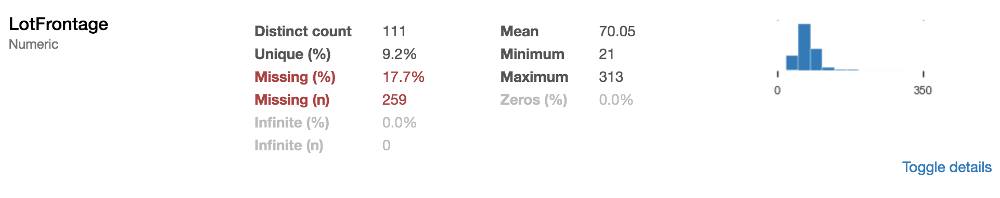 LotFrontage
Numeric
Distinct count 111
Unique (%) 9.2%
Missing (%) 17.7%
Missing (n) 259
Infinite (%) 0.0%
Infinite (n) 0
Mean 70.05
Minimum 21
Maximum 313
Zeros (%) 0.0%
0 350
Toggle details